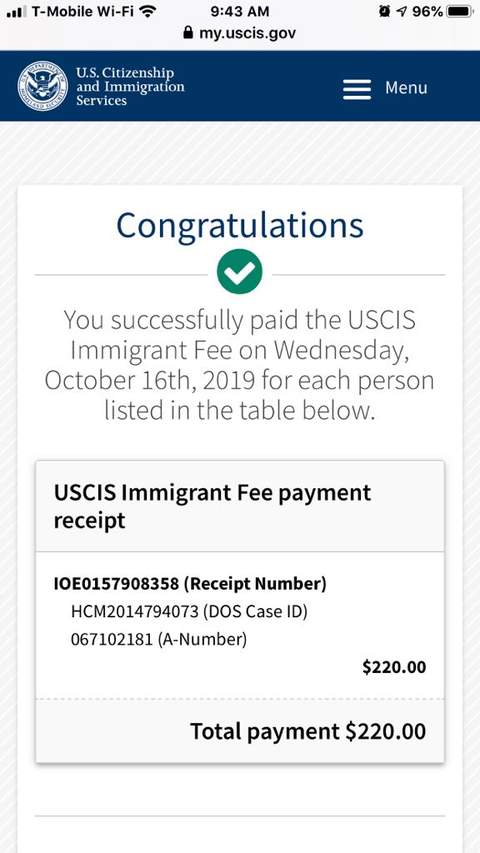 T-Mobile Wi-Fi 9:43 AM 96%
my.uscis.gov
U.S. Citizenship
and Immigration
Services
Menu
Congratulations
You successfully paid the USCIS
Immigrant Fee on Wednesday,
October 16th, 2019 for each person
listed in the table below.
USCIS Immigrant Fee payment
receipt
IOE0157908358 (Receipt Number)
HCM2014794073 (DOS Case ID)
067102181 (A-Number)
$220.00
Total payment $220.00